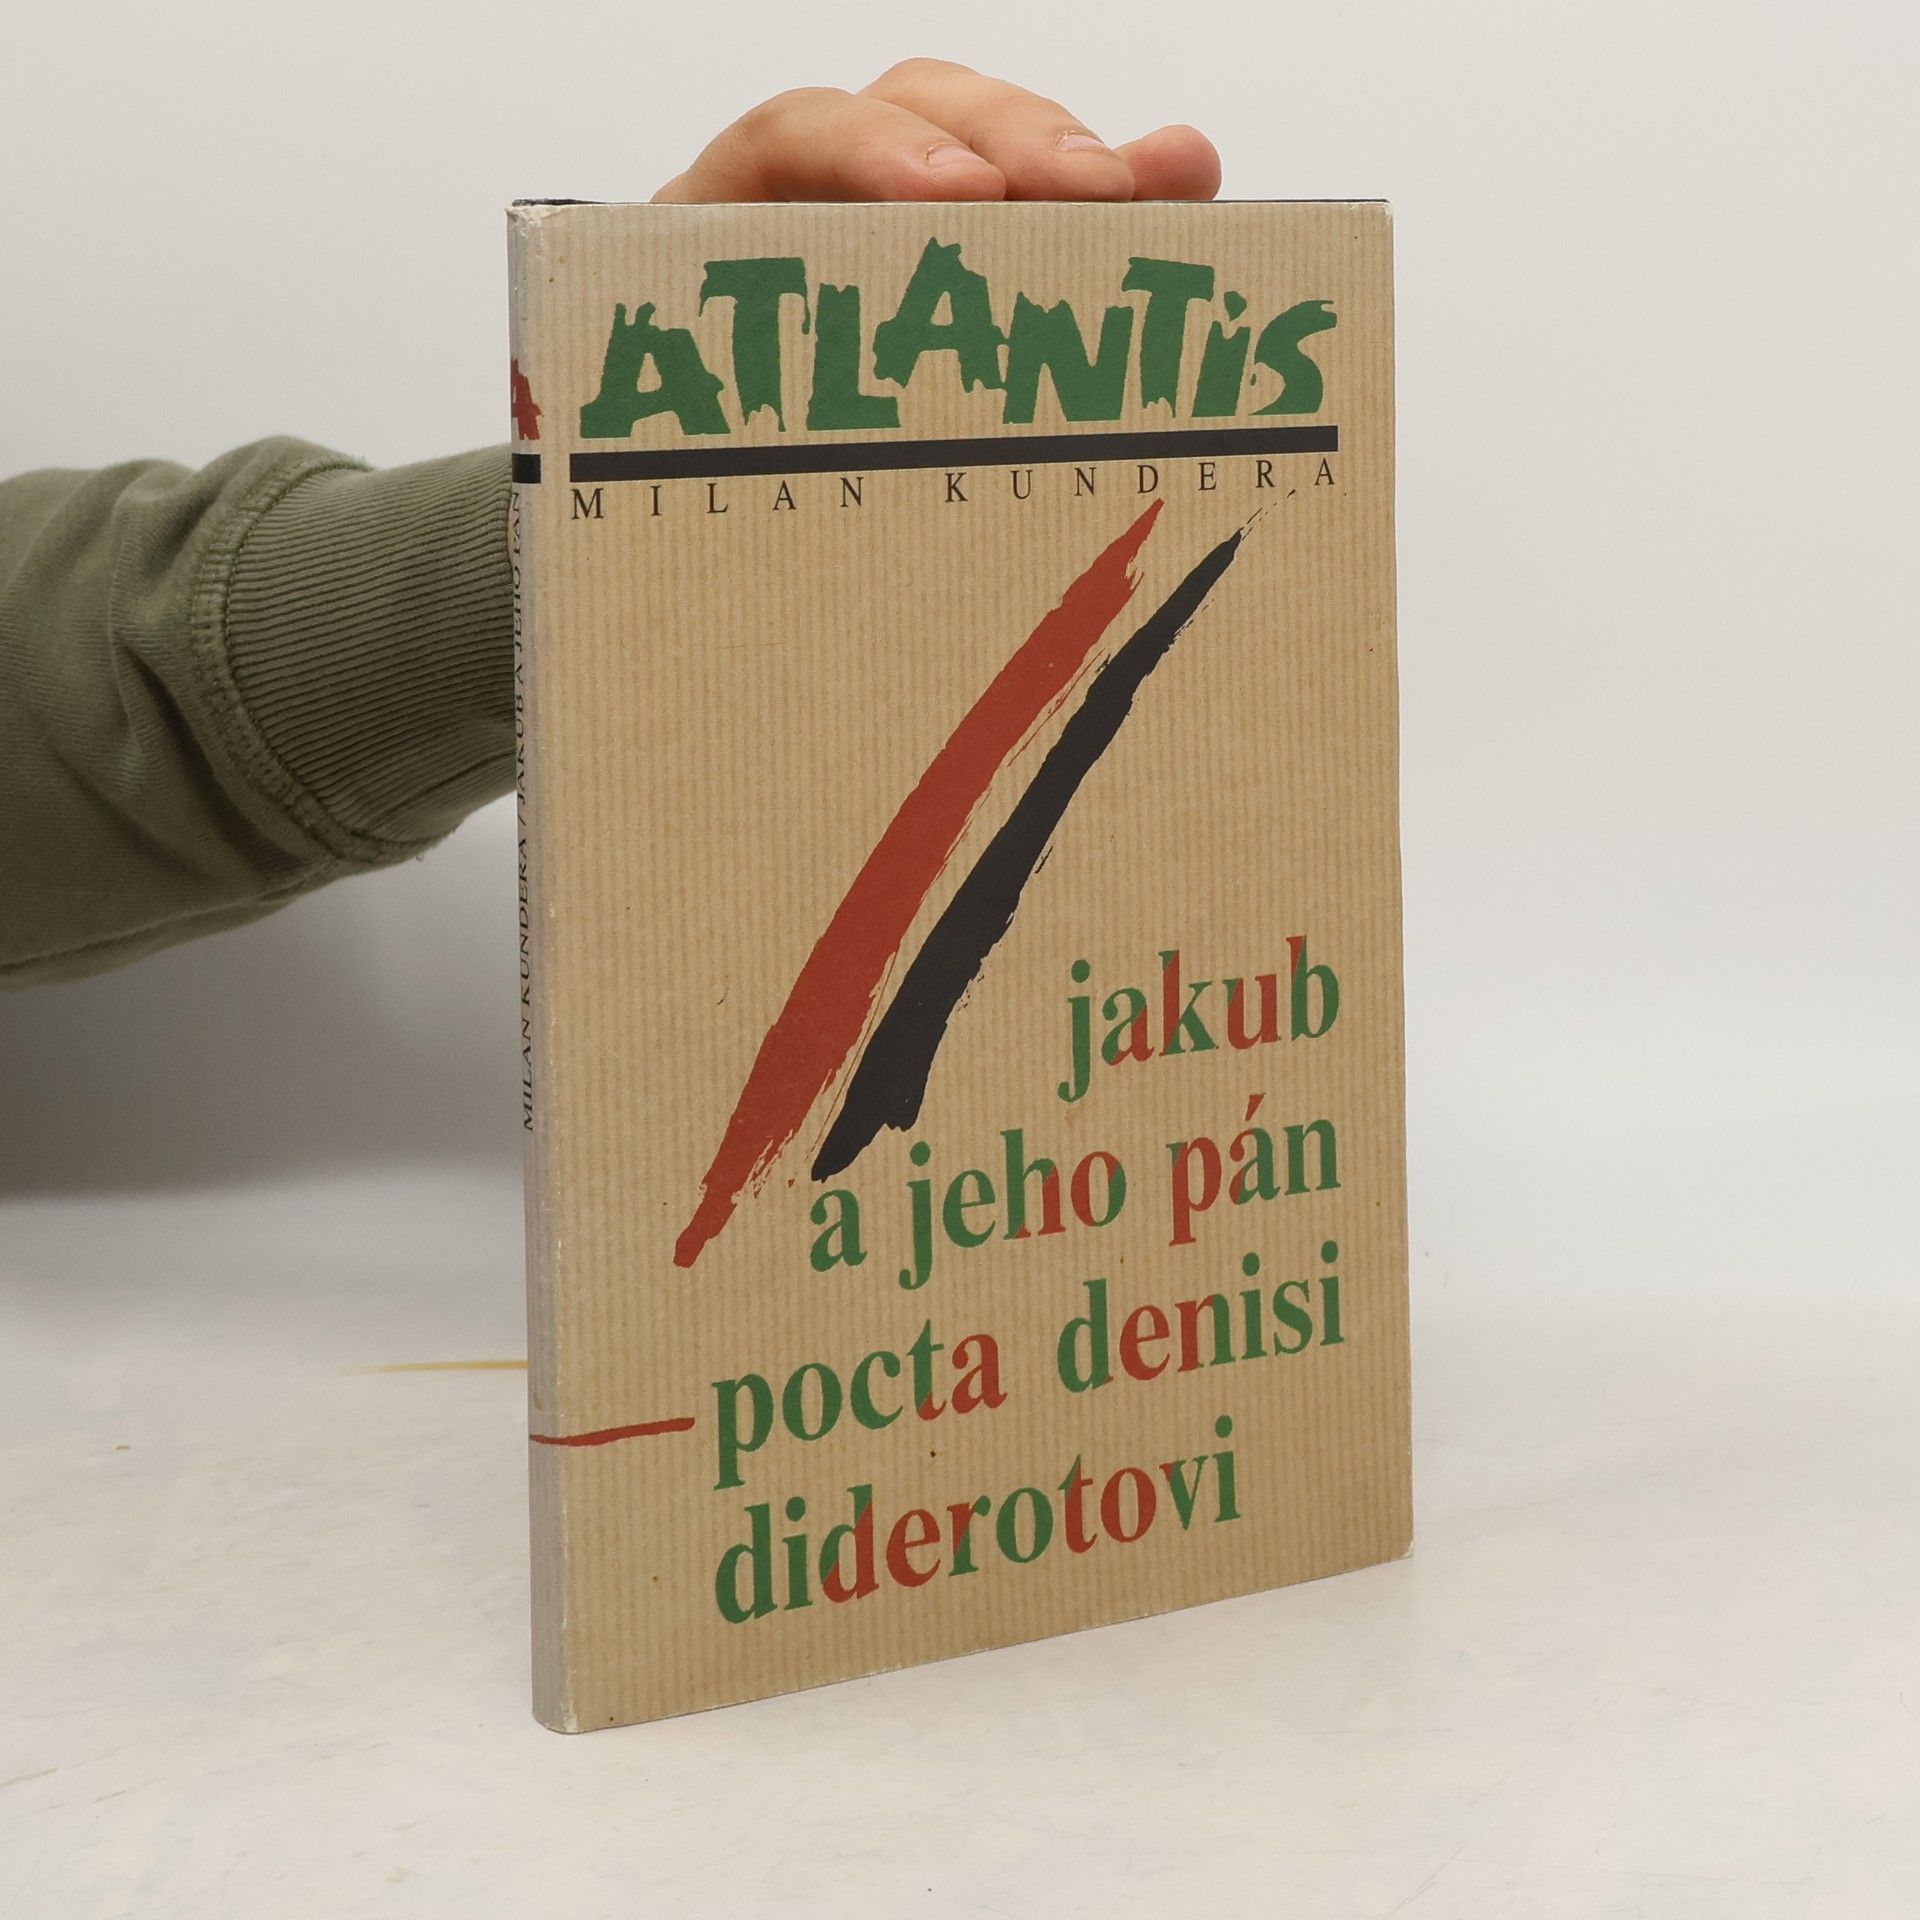 ATLANTIS
MILAN KUNDERA
jakub
a jeho pán
pocta denisi
diderotovi
A
MILAN KUNDERA / JAKUB A JEHO PÁN